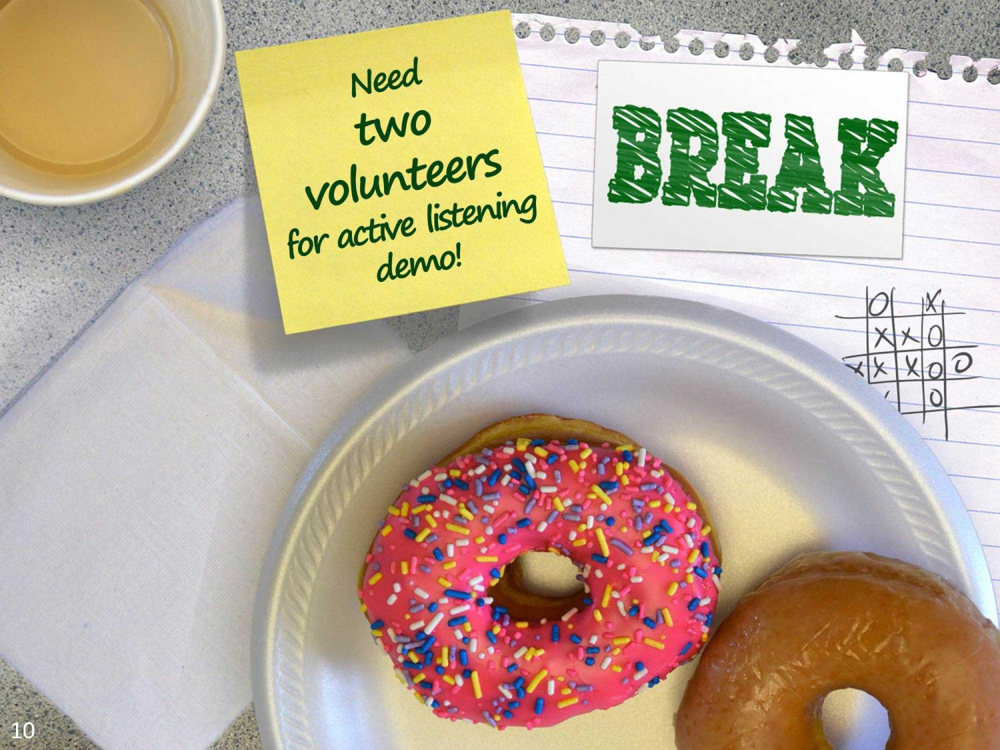 Need
two
volunteers
for active listening
demo!
BREAK
O X
X X O
X X X O O
O
10